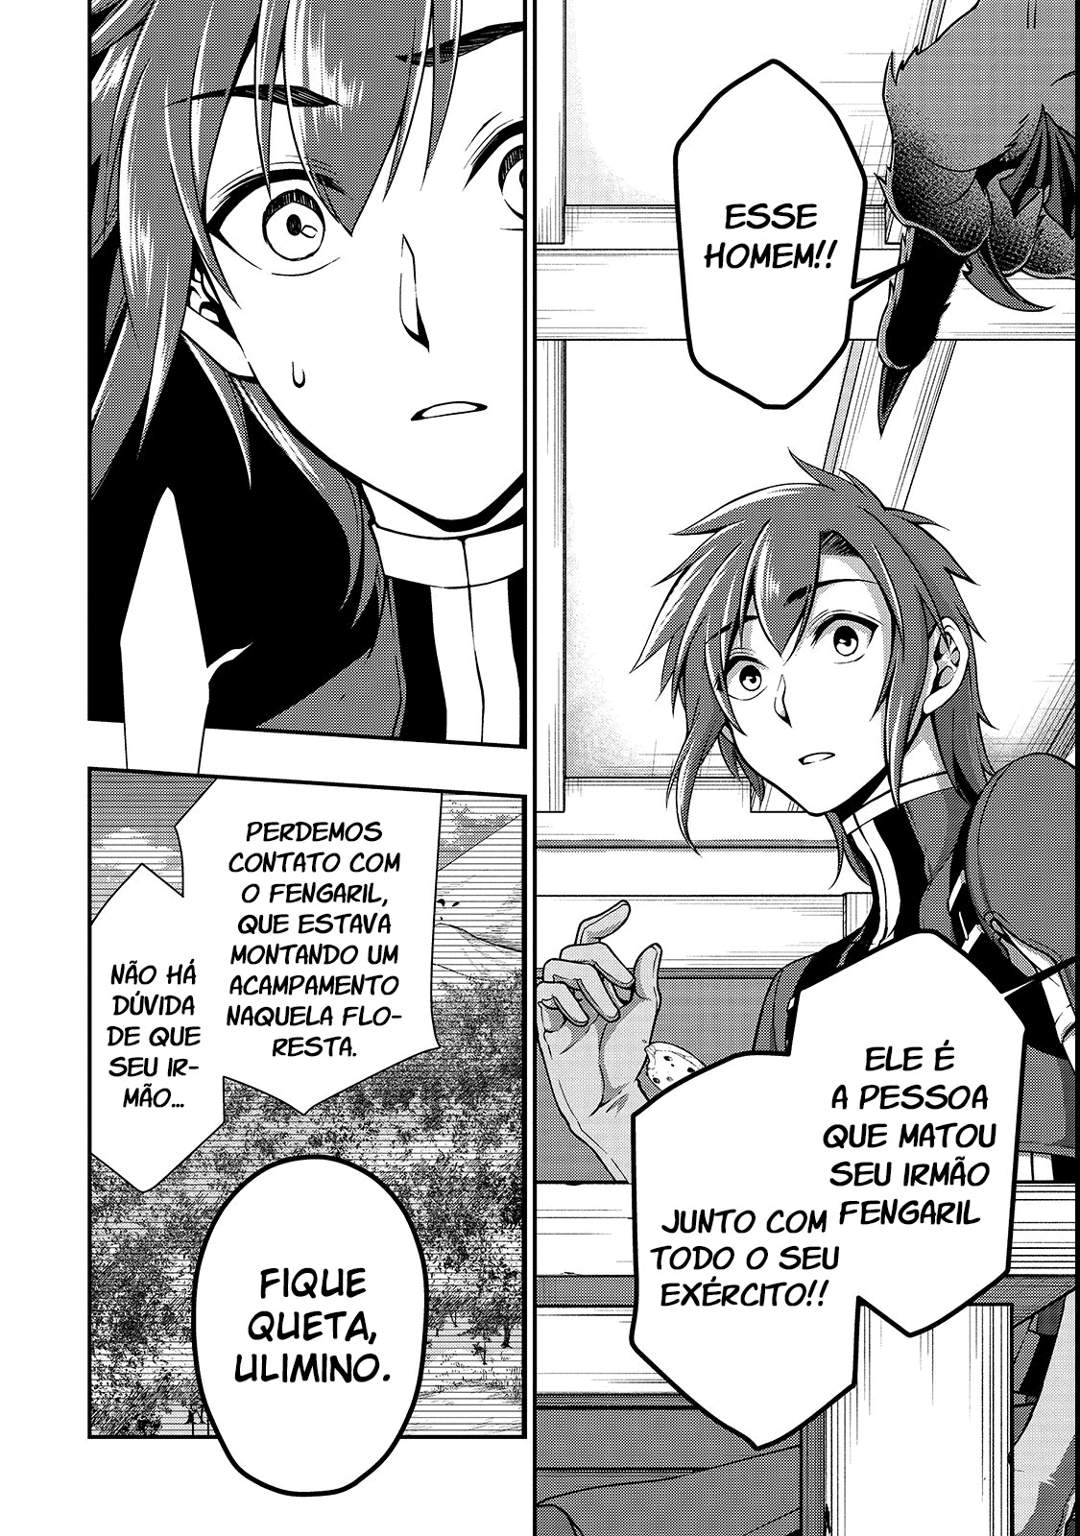 ESSE
HOMEM!!
ELE É
A PESSOA
QUE MATOU
SEU IRMÃO
FENGARIL
JUNTO COM
TODO O SEU
EXÉRCITO!!
PERDEMOS
CONTATO COM
O FENGARIL,
QUE ESTAVA
MONTANDO UM
ACAMPAMENTO
NAQUELA FLO-
RESTA.
NÃO HÁ
DÚVIDA
DE QUE
SEU IR-
MÃO...
FIQUE
QUETA,
ULIMINO.